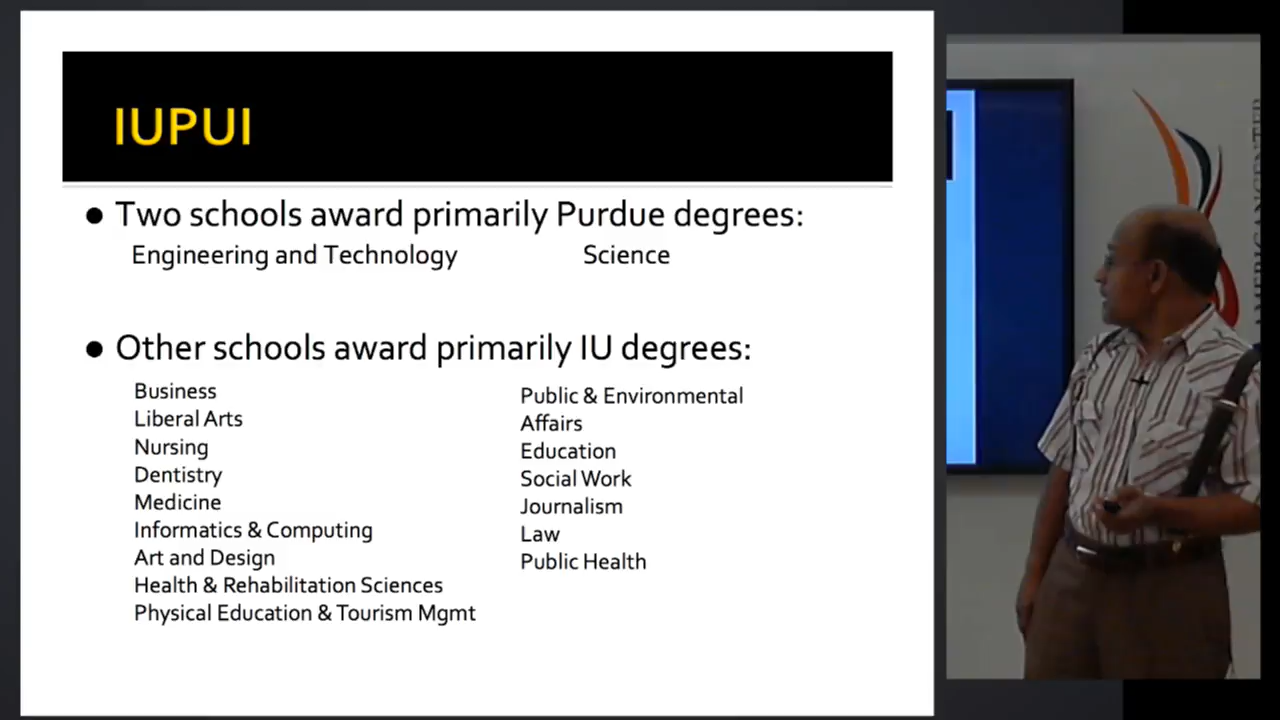 IUPUI
● Two schools award primarily Purdue degrees:
Engineering and Technology Science
● Other schools award primarily IU degrees:
Business
Liberal Arts
Nursing
Dentistry
Medicine
Informatics & Computing
Art and Design
Health & Rehabilitation Sciences
Physical Education & Tourism Mgmt
Public & Environmental
Affairs
Education
Social Work
Journalism
Law
Public Health
AMERICAN CENTER